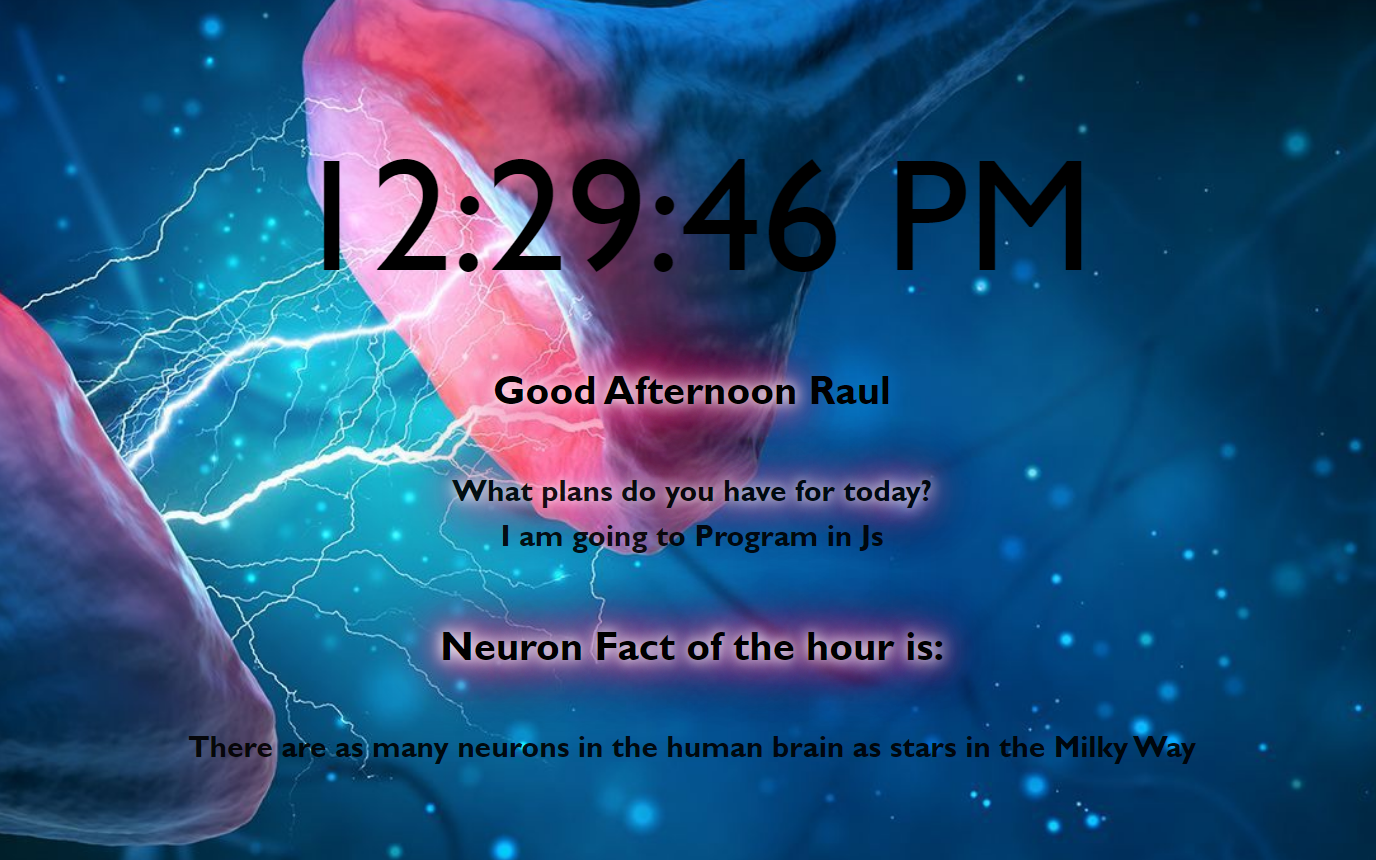 12:29:46 PM
Good Afternoon Raul
What plans do you have for today?
I am going to Program in Js
Neuron Fact of the hour is:
There are as many neurons in the human brain as stars in the Milky Way